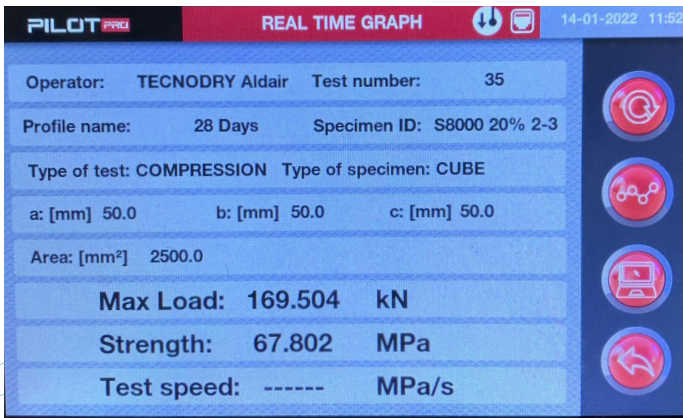 PILOT PRO REAL TIME GRAPH 14-01-2022 11:52
Operator: TECNODRY Aldair Test number: 35
Profile name: 28 Days Specimen ID: S8000 20% 2-3
Type of test: COMPRESSION Type of specimen: CUBE
a: [mm] 50.0 b: [mm] 50.0 c: [mm] 50.0
Area: [mm²] 2500.0
Max Load: 169.504 kN
Strength: 67.802 MPa
Test speed: ------ MPa/s